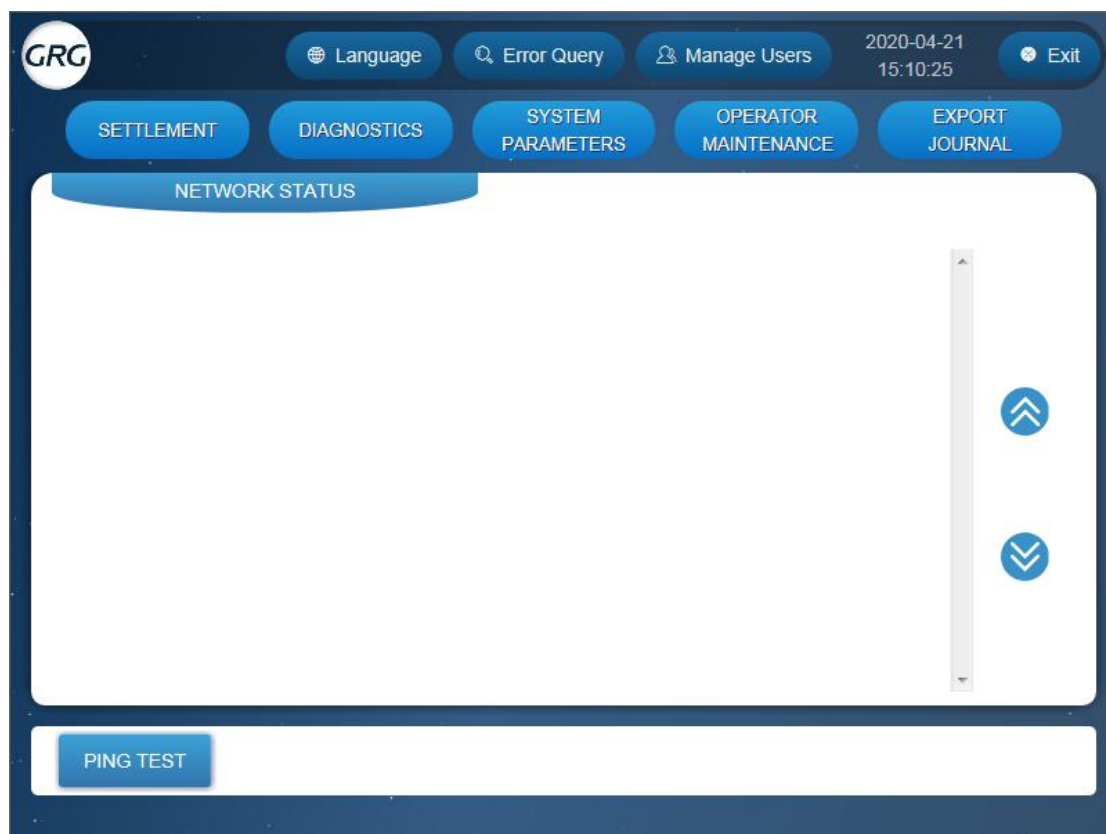 GRG
Language
Error Query
Manage Users
2020-04-21
15:10:25
Exit
SETTLEMENT
DIAGNOSTICS
SYSTEM
PARAMETERS
OPERATOR
MAINTENANCE
EXPORT
JOURNAL
NETWORK STATUS
PING TEST